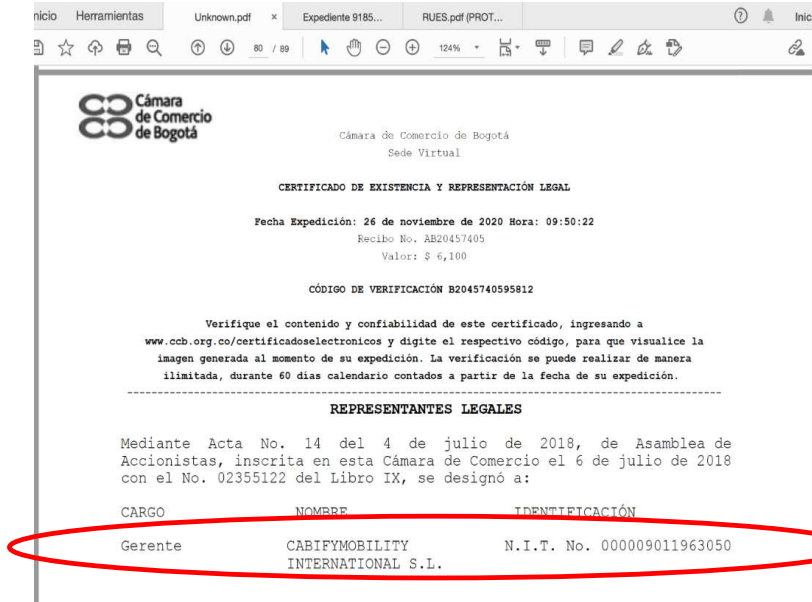 nicio Herramientas Unknown.pdf × Expediente 9185... RUES.pdf (PROT... Inic
80 / 89 124%
Cámara
de Comercio
de Bogotá
Cámara de Comercio de Bogotá
Sede Virtual
CERTIFICADO DE EXISTENCIA Y REPRESENTACIÓN LEGAL
Fecha Expedición: 26 de noviembre de 2020 Hora: 09:50:22
Recibo No. AB20457405
Valor: $ 6,100
CÓDIGO DE VERIFICACIÓN B2045740595812
Verifique el contenido y confiabilidad de este certificado, ingresando a
www.ccb.org.co/certificadoselectronicos y digite el respectivo código, para que visualice la
imagen generada al momento de su expedición. La verificación se puede realizar de manera
ilimitada, durante 60 días calendario contados a partir de la fecha de su expedición.
REPRESENTANTES LEGALES
Mediante Acta No. 14 del 4 de julio de 2018, de Asamblea de
Accionistas, inscrita en esta Cámara de Comercio el 6 de julio de 2018
con el No. 02355122 del Libro IX, se designó a:
CARGO NOMBRE IDENTIFICACIÓN
Gerente CABIFYMOBILITY N.I.T. No. 000009011963050
INTERNATIONAL S.L.